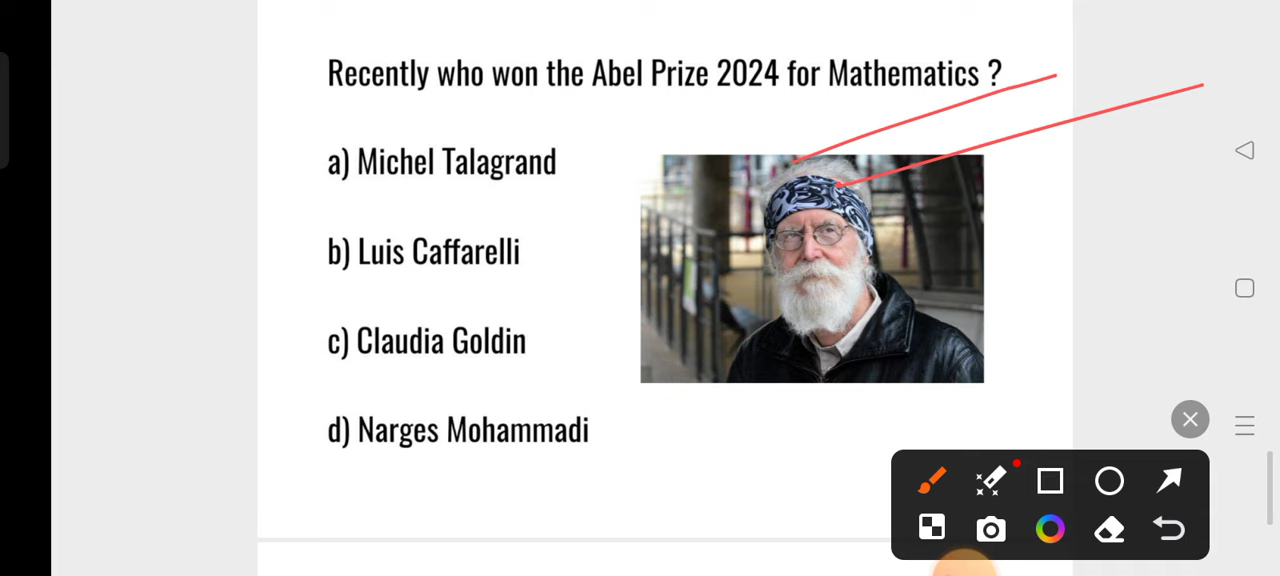 Recently who won the Abel Prize 2024 for Mathematics ?
a) Michel Talagrand
b) Luis Caffarelli
c) Claudia Goldin
d) Narges Mohammadi